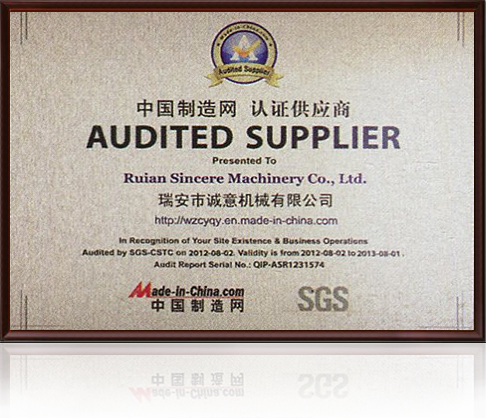 Made-in-China.com
Audited Supplier
中国制造网 认证供应商
AUDITED SUPPLIER
Presented To
Ruian Sincere Machinery Co., Ltd.
瑞安市诚意机械有限公司
http://wzcyqy.en.made-in-china.com
In Recognition of Your Site Existence & Business Operations
Audited by SGS-CSTC on 2012-08-02. Validity is from 2012-08-02 to 2013-08-01.
Audit Report Serial No.: QIP-ASR1231574
Made-in-China.com
中国制造网
SGS